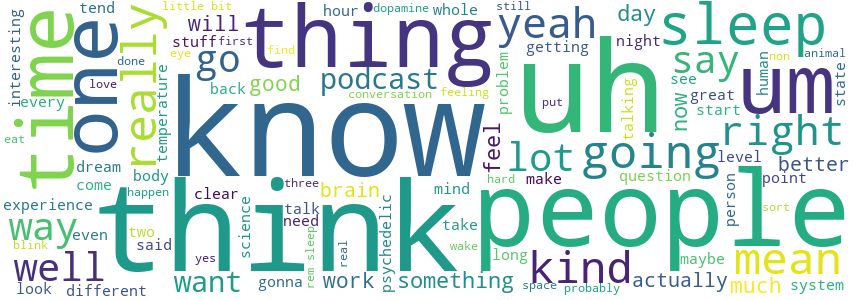 interesting
tend
little bit
hour
dopamine
whole
still
day
time
one
really
will
stuff
first
go
eye
thing
yeah
sleep
getting
night
say
um
animal
human
non
state
done
love
every
eat
temperature
back
find
good
podcast
conversation
feeling
problem
uh
put
talking
now
see
great
start
know
feel
lot
going
right
level
better
dream
come
body
happen
think
people
experience
way
even
two
said
blink
clear
yes
science
three
talk
need
brain
mind
psychedelic
take
hard
make
question
person
point
sort
well
look
different
want
gonna
rem sleep
real
work
something
wake
long
space
kind
probably
actually
maybe
mean
much
system